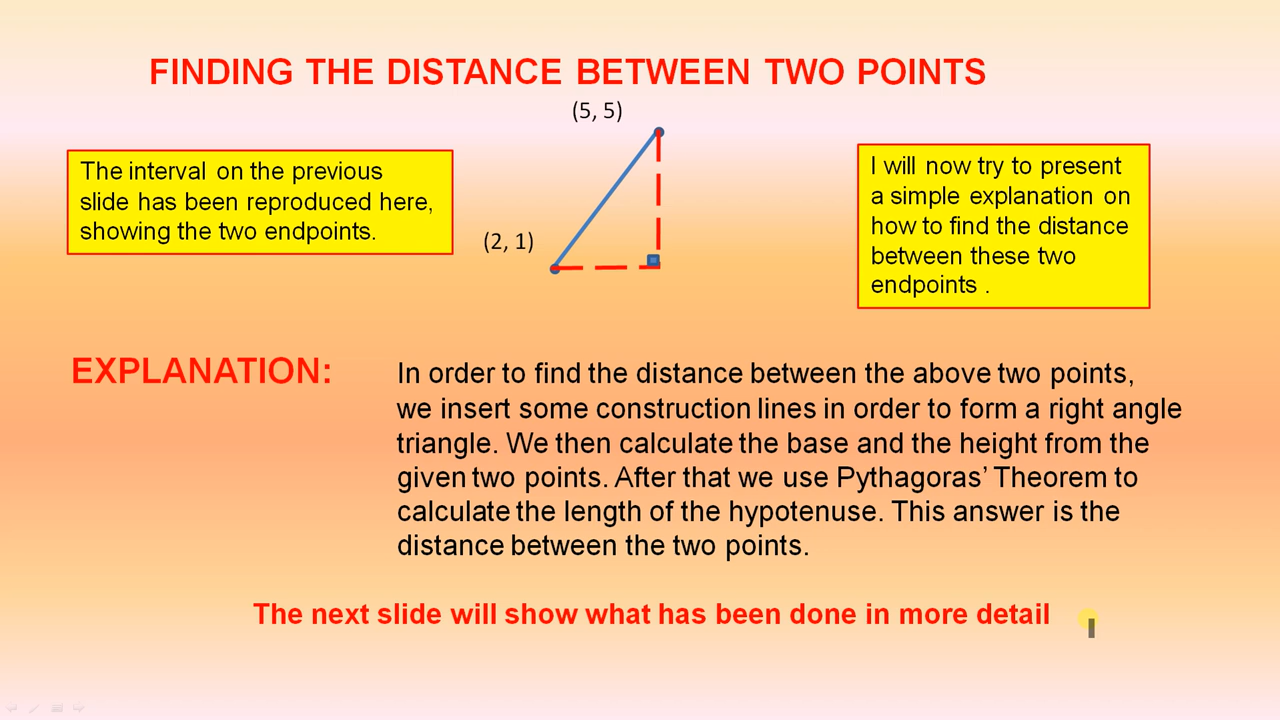 FINDING THE DISTANCE BETWEEN TWO POINTS
(5, 5)
The interval on the previous
slide has been reproduced here,
showing the two endpoints.
(2, 1)
I will now try to present
a simple explanation on
how to find the distance
between these two
endpoints .
EXPLANATION:
In order to find the distance between the above two points,
we insert some construction lines in order to form a right angle
triangle. We then calculate the base and the height from the
given two points. After that we use Pythagoras’ Theorem to
calculate the length of the hypotenuse. This answer is the
distance between the two points.
The next slide will show what has been done in more detail